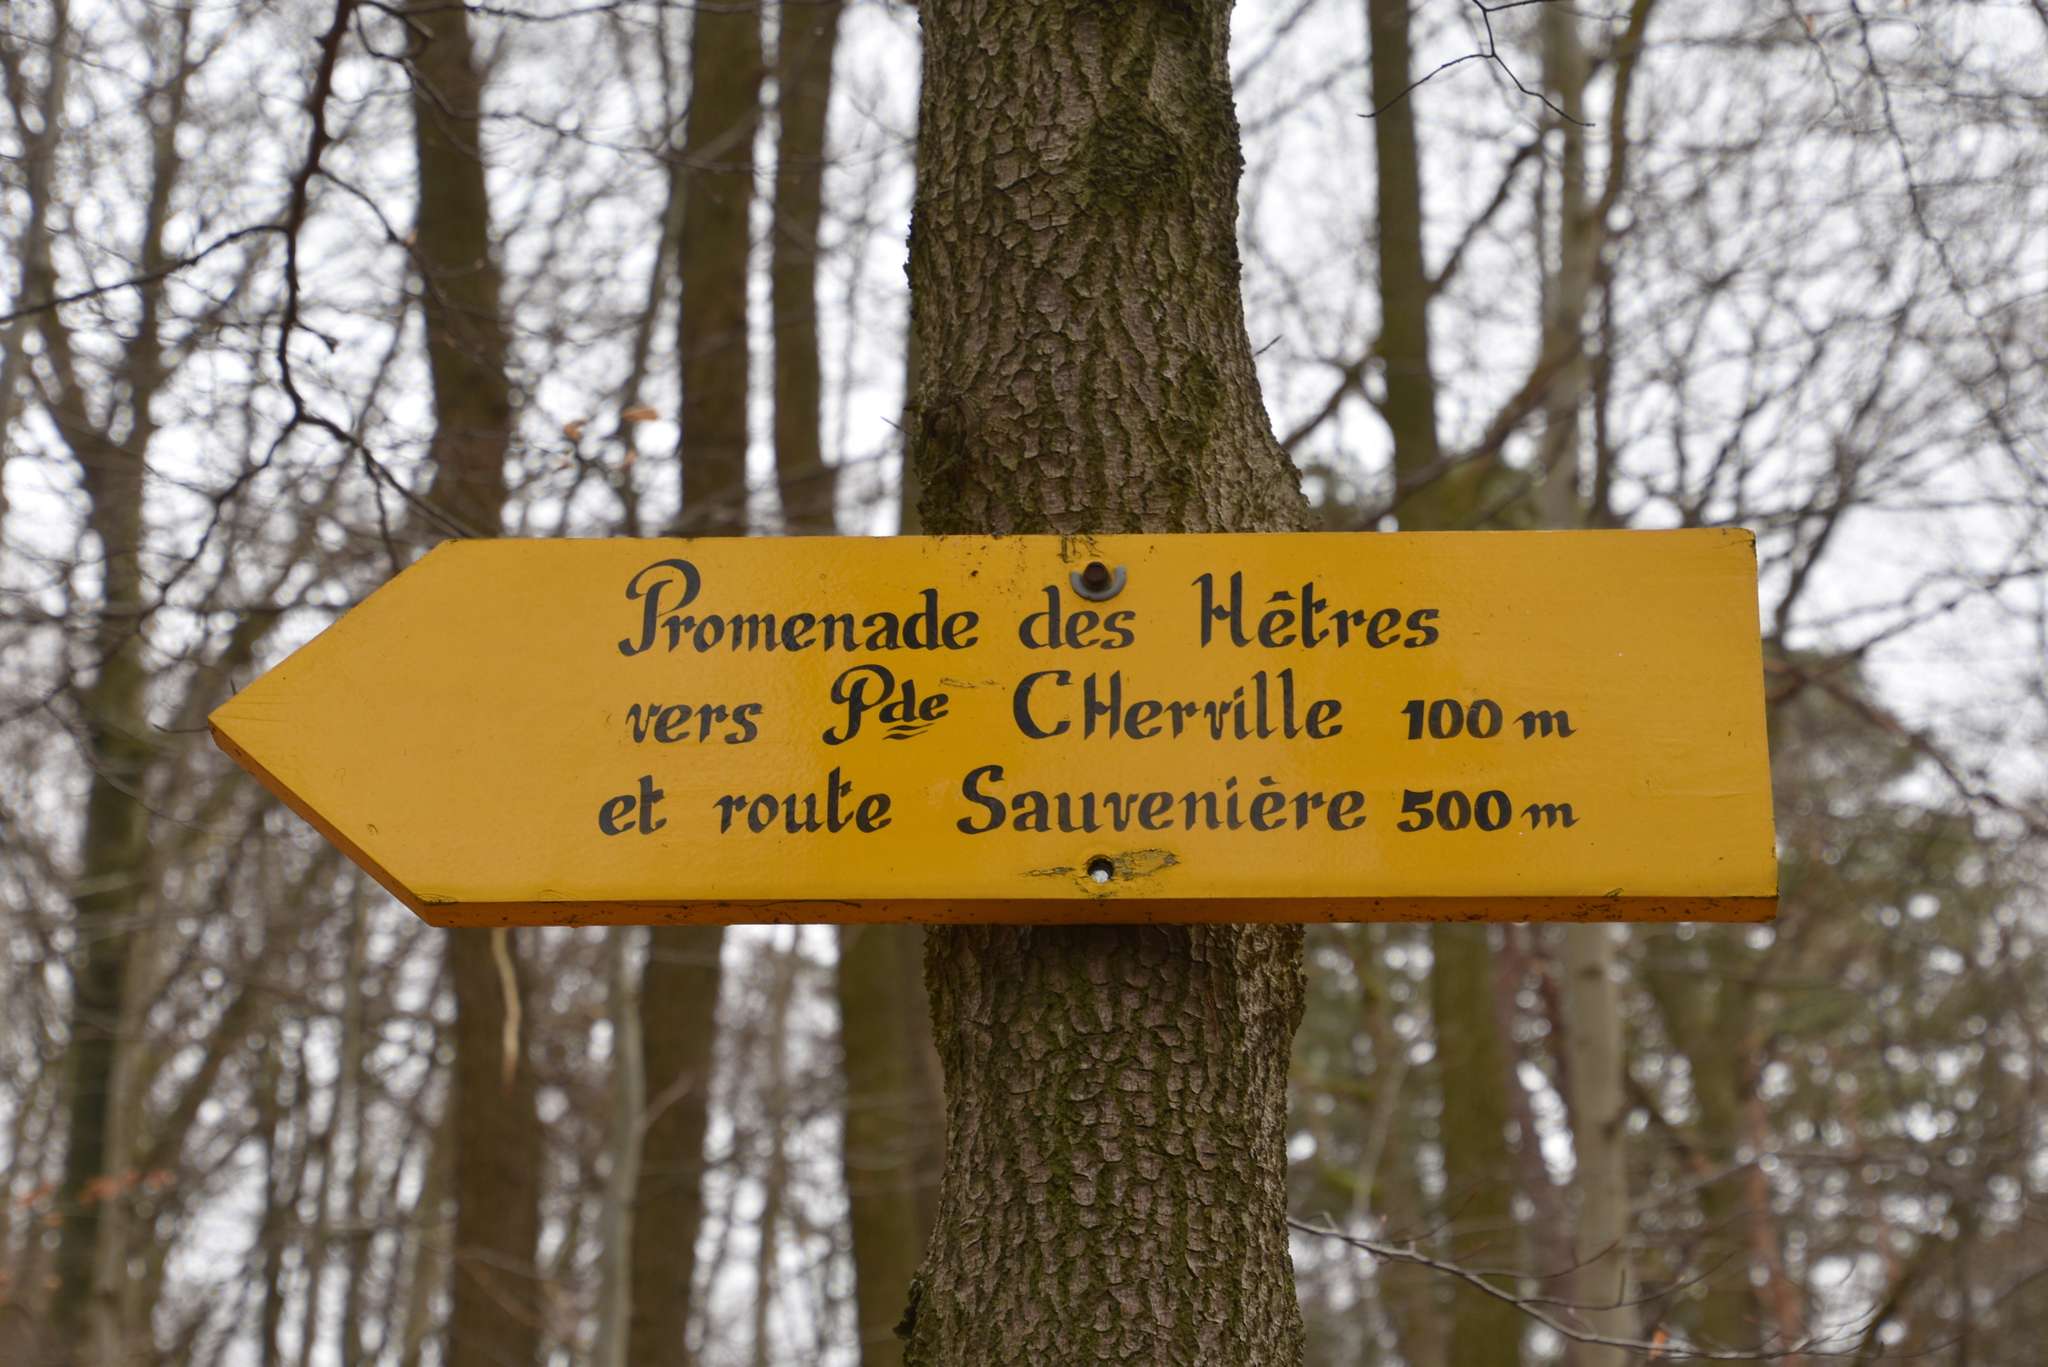 Promenade des Hêtres
vers Pde CHerville 100 m
et route Sauvenière 500 m